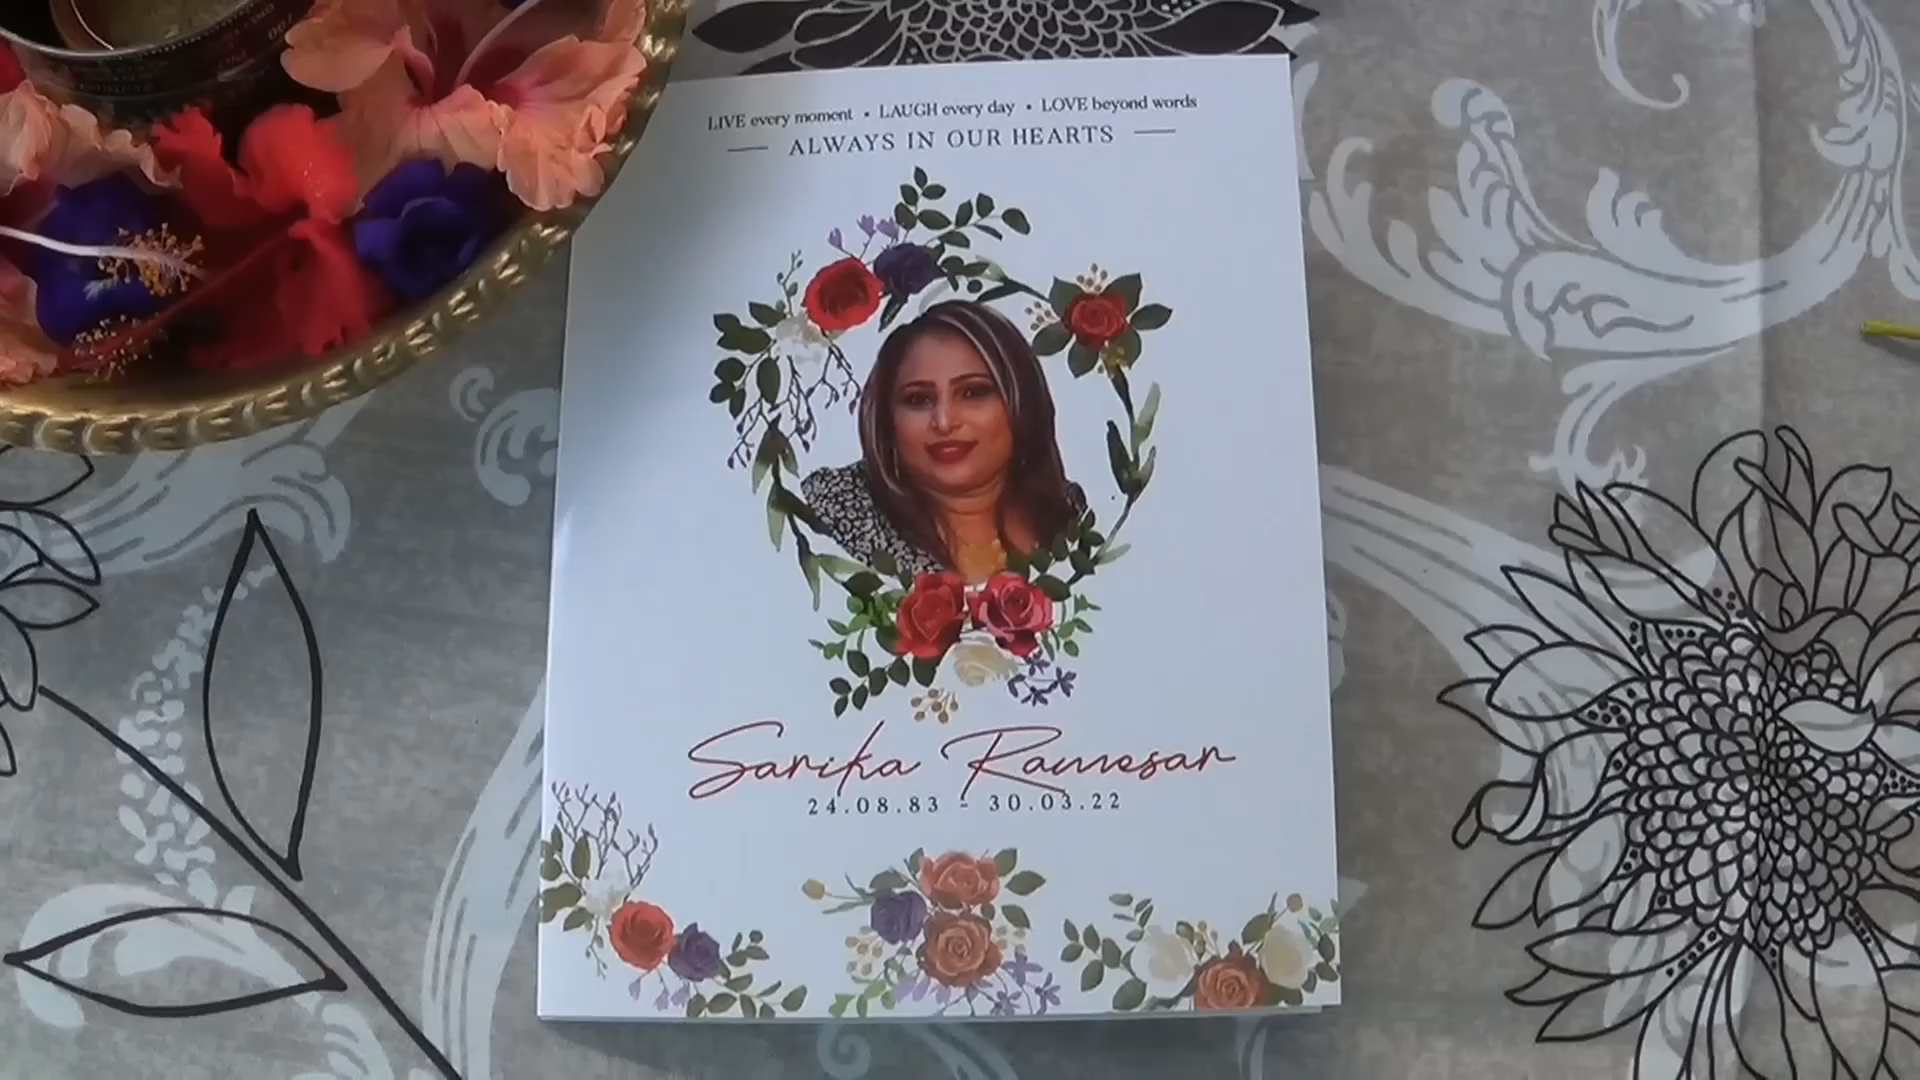 LIVE every moment • LAUGH every day • LOVE beyond words
ALWAYS IN OUR HEARTS
Sarika Ramesar
24.08.83 - 30.03.22